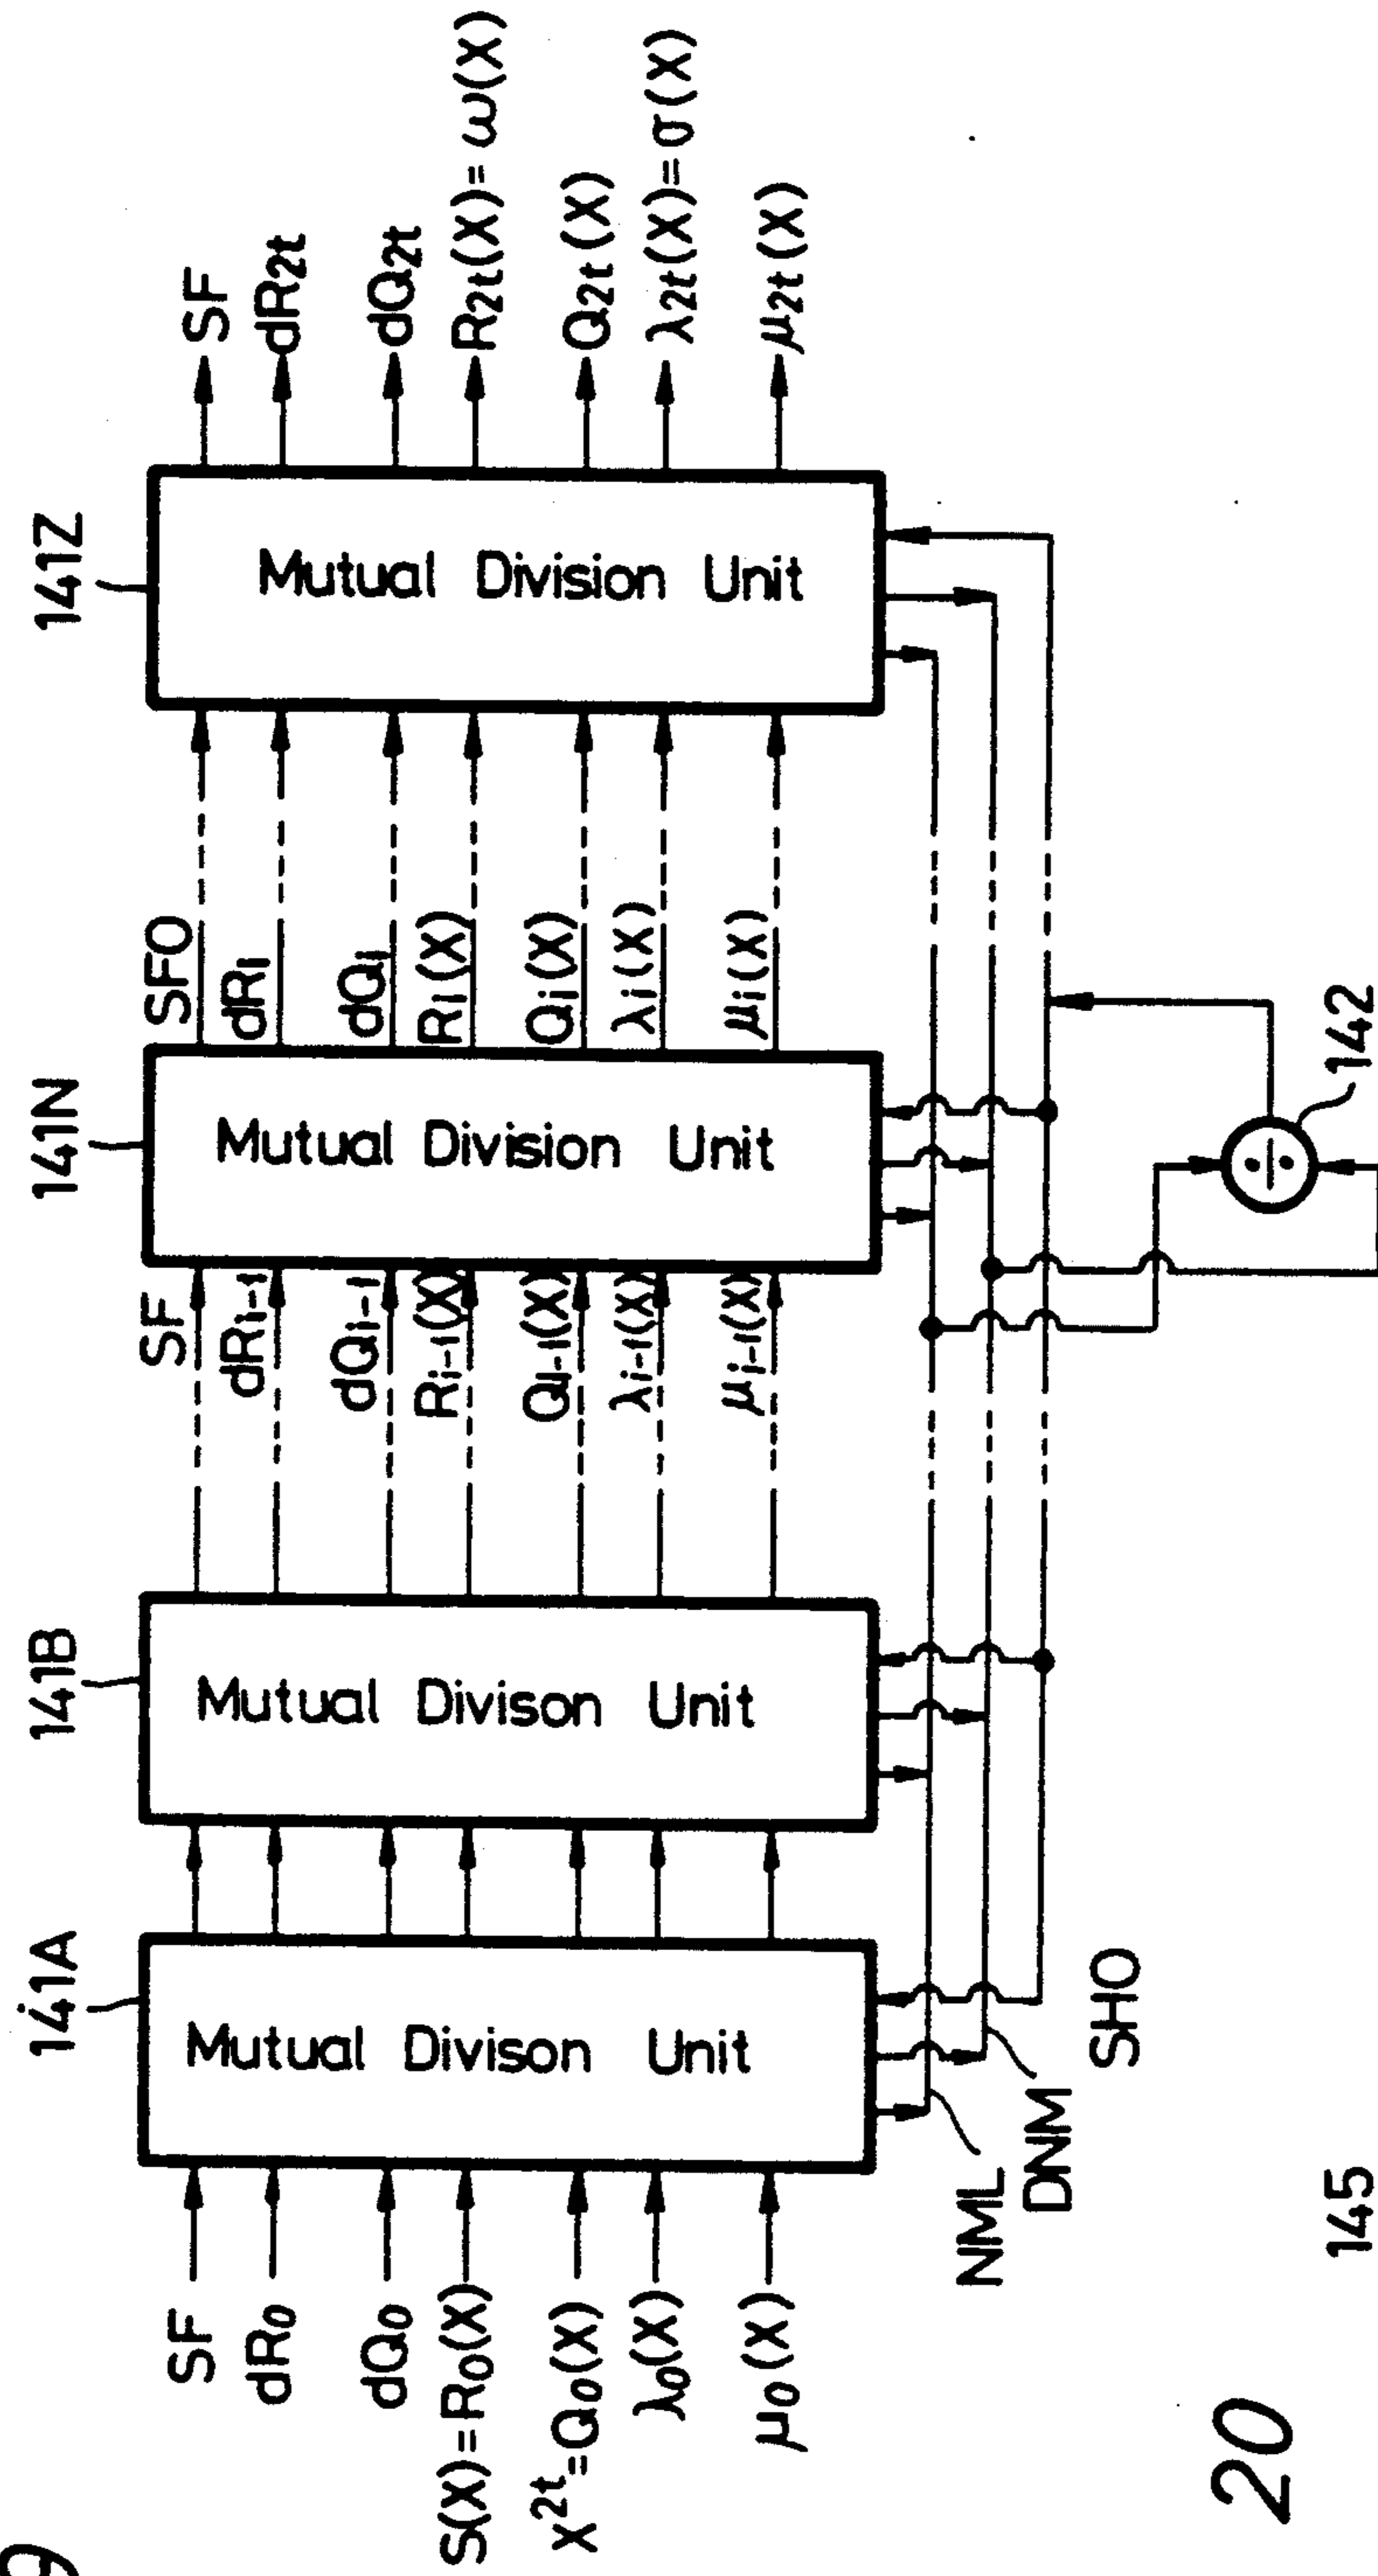 141A
141B
141N
141Z
SF
dR0
dQ0
S(X)=R0(X)
X2t=Q0(X)
λ0(X)
μ0(X)
Mutual Divison Unit
Mutual Divison Unit
SF
dRi-1
dQi-1
Ri-1(X)
Qi-1(X)
λi-1(X)
μi-1(X)
Mutual Division Unit
SFO
dRi
dQi
Ri(X)
Qi(X)
λi(X)
μi(X)
Mutual Division Unit
SF
dR2t
dQ2t
R2t(X)=ω(X)
Q2t(X)
λ2t(X)=σ(X)
μ2t(X)
NML
DNM
SHO
÷
142
20
145